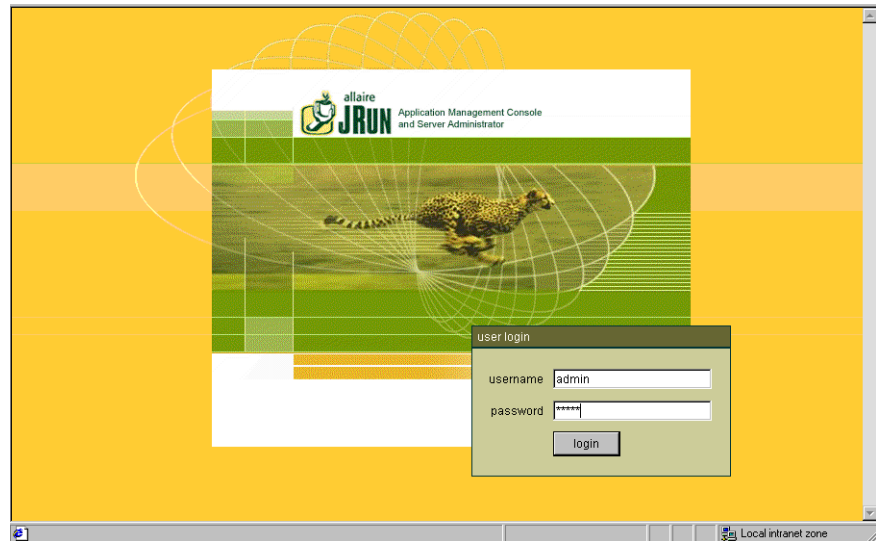 allaire
JRUN
Application Management Console
and Server Administrator
user login
username admin
password *****
login
Local intranet zone